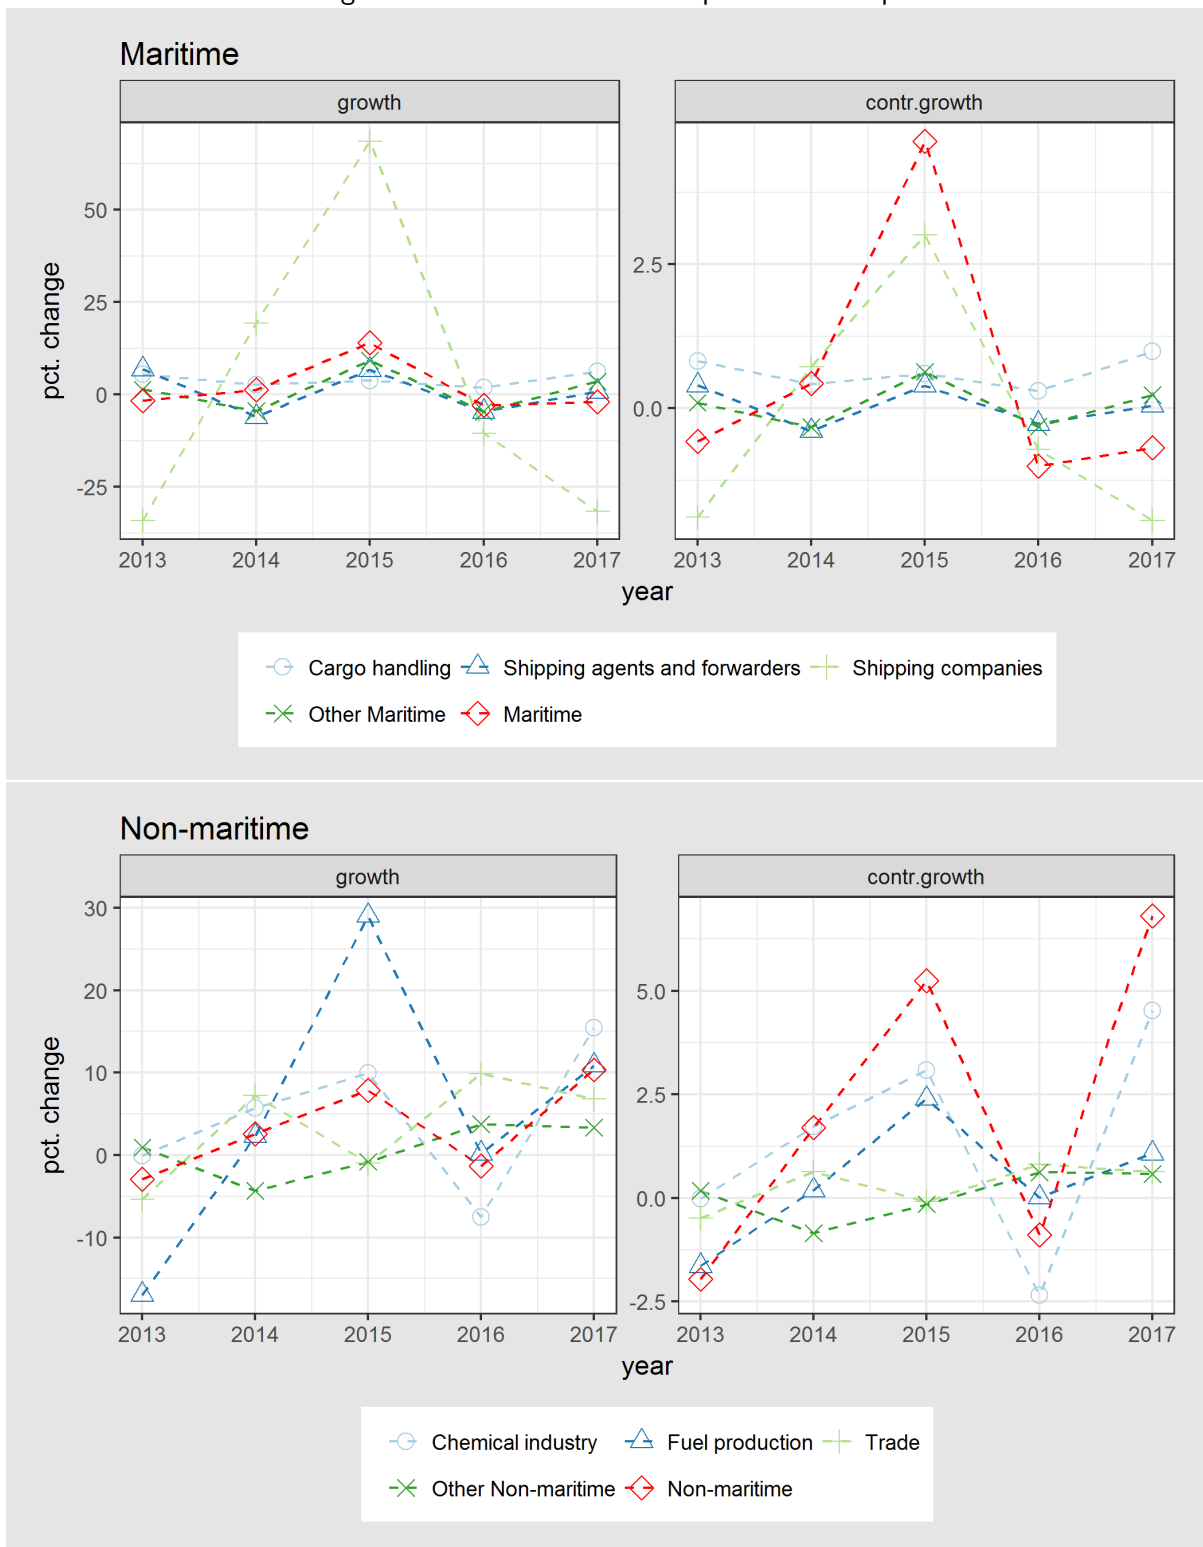 Maritime
growth
contr.growth
pct. change
50
25
0
-25
2.5
0.0
2013 2014 2015 2016 2017
2013 2014 2015 2016 2017
year
Cargo handling Shipping agents and forwarders Shipping companies
Other Maritime Maritime
Non-maritime
growth
contr.growth
pct. change
30
20
10
0
-10
5.0
2.5
0.0
-2.5
2013 2014 2015 2016 2017
2013 2014 2015 2016 2017
year
Chemical industry Fuel production Trade
Other Non-maritime Non-maritime